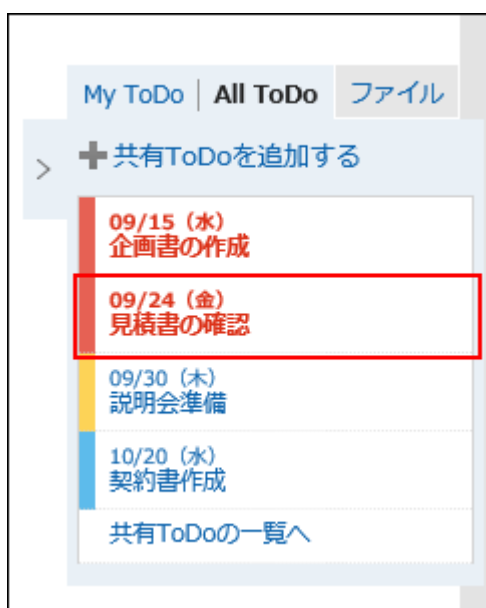 My ToDo | All ToDo ファイル
共有ToDoを追加する
09/15（水）
企画書の作成
09/24（金）
見積書の確認
09/30（木）
説明会準備
10/20（水）
契約書作成
共有ToDoの一覧へ